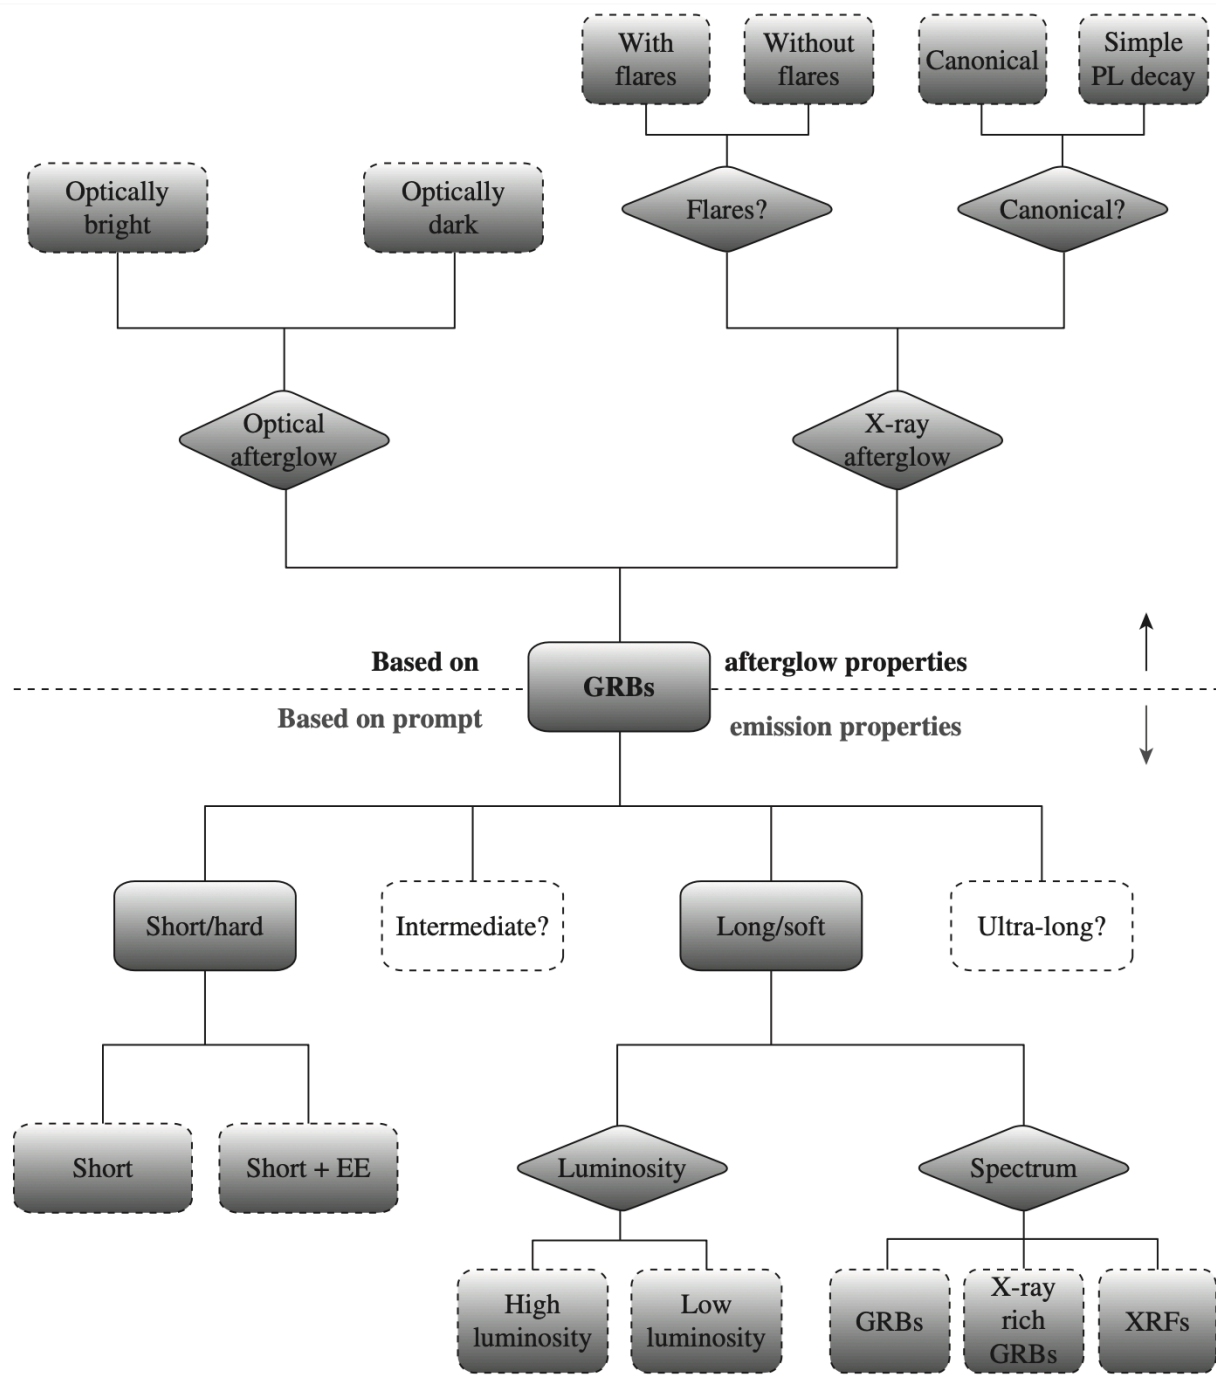 With
flares
Without
flares
Canonical
Simple
PL decay
Optically
bright
Optically
dark
Flares?
Canonical?
Optical
afterglow
X-ray
afterglow
Based on
afterglow properties
GRBs
Based on prompt
emission properties
Short/hard
Intermediate?
Long/soft
Ultra-long?
Short
Short + EE
Luminosity
Spectrum
High
luminosity
Low
luminosity
GRBs
X-ray
rich
GRBs
XRFs